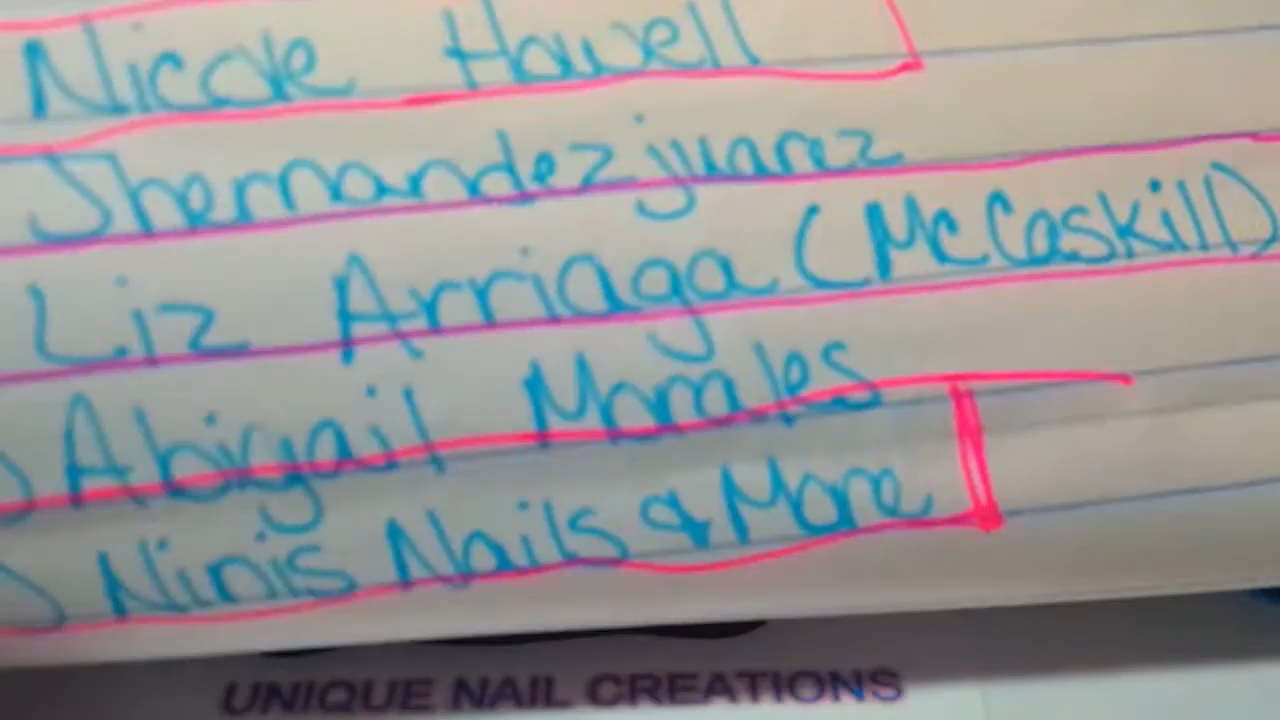 Nicole Howell
Jhernandezjuarez
Liz Arriaga (McCaskill)
) Abigail Morales
) Ninis Nails & More
UNIQUE NAIL CREATIONS